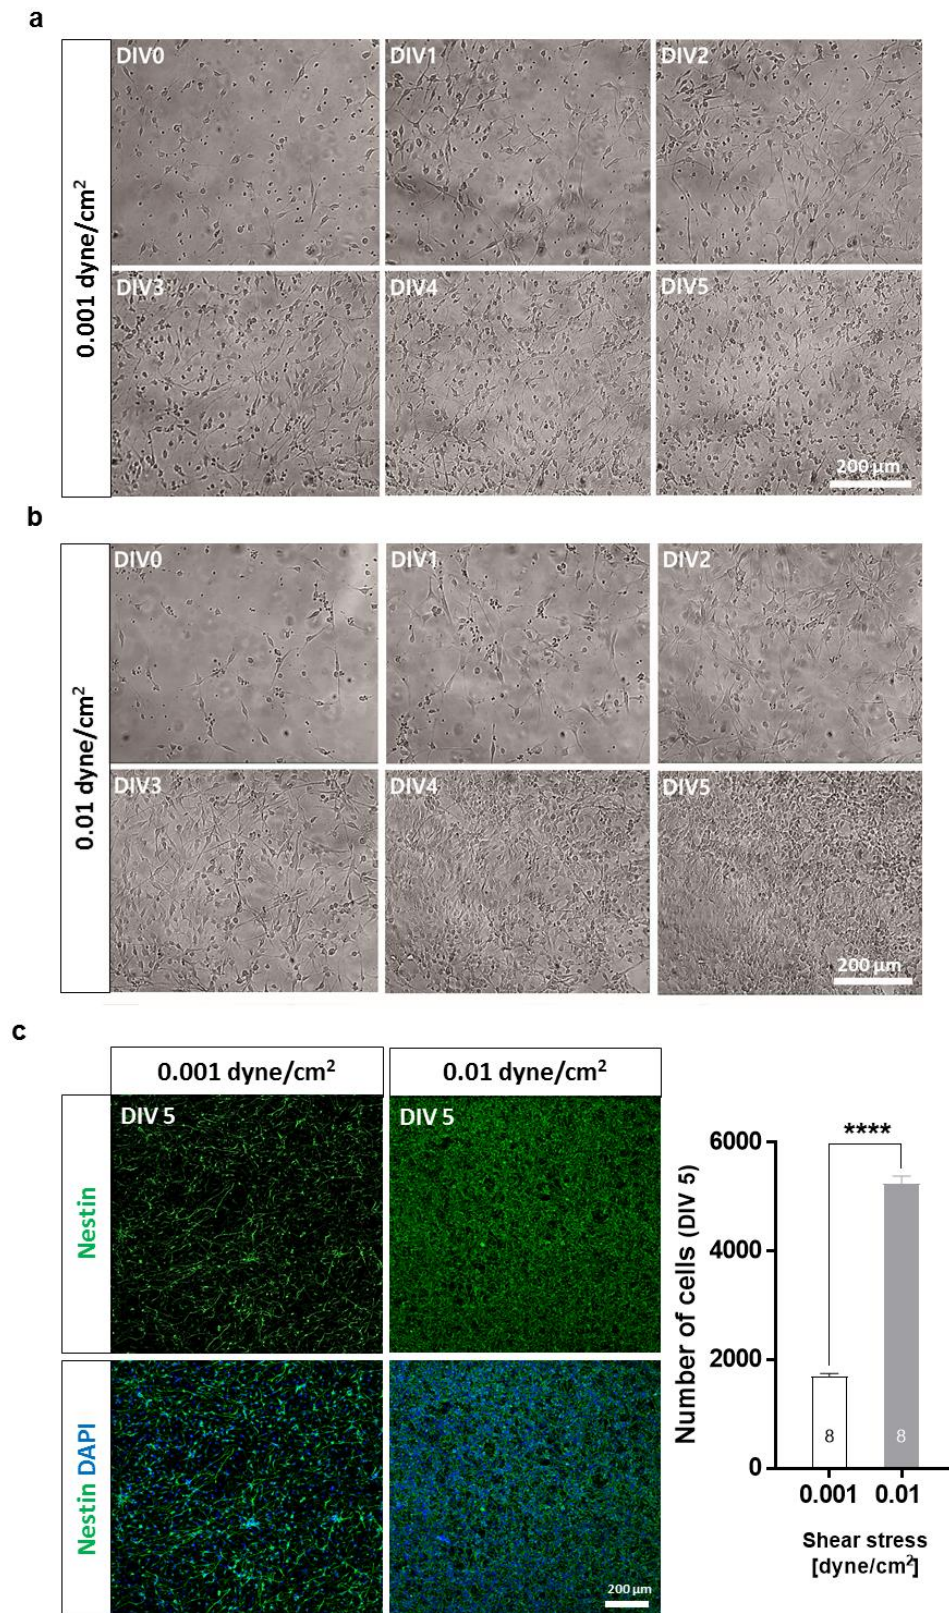 a
0.001 dyne/cm²
DIV0
DIV1
DIV2
DIV3
DIV4
DIV5
200 µm
b
0.01 dyne/cm²
DIV0
DIV1
DIV2
DIV3
DIV4
DIV5
200 µm
c
0.001 dyne/cm²
0.01 dyne/cm²
Nestin
DIV 5
DIV 5
Nestin DAPI
200 µm
Number of cells (DIV 5)
6000
4000
2000
0
****
8
8
0.001
0.01
Shear stress
[dyne/cm²]